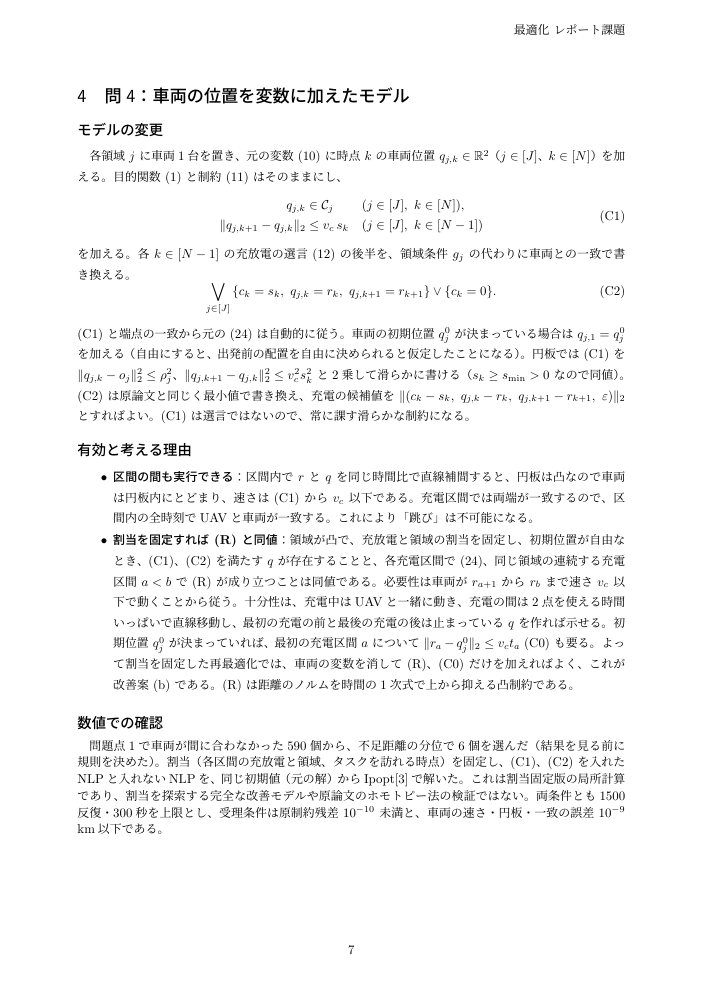 最適化 レポート課題
4 問 4：車両の位置を変数に加えたモデル
モデルの変更
各領域 j に車両 1 台を置き、元の変数 (10) に時点 k の車両位置 q_{j,k} ∈ ℝ²（j ∈ [J]、k ∈ [N]）を加
える。目的関数 (1) と制約 (11) はそのままにし、
q_{j,k} ∈ 𝒞_j (j ∈ [J], k ∈ [N]),
‖q_{j,k+1} − q_{j,k}‖₂ ≤ v_c s_k (j ∈ [J], k ∈ [N − 1])
(C1)
を加える。各 k ∈ [N − 1] の充放電の選言 (12) の後半を、領域条件 g_j の代わりに車両との一致で書
き換える。
⋁_{j∈[J]} {c_k = s_k, q_{j,k} = r_k, q_{j,k+1} = r_{k+1}} ∨ {c_k = 0}. (C2)
(C1) と端点の一致から元の (24) は自動的に従う。車両の初期位置 q_j^0 が決まっている場合は q_{j,1} = q_j^0
を加える（自由にすると、出発前の配置を自由に決められると仮定したことになる）。円板では (C1) を
‖q_{j,k} − o_j‖₂² ≤ ρ_j²、‖q_{j,k+1} − q_{j,k}‖₂² ≤ v_c² s_k² と 2 乗して滑らかに書ける（s_k ≥ s_min > 0 なので同値）。
(C2) は原論文と同じく最小値で書き換え、充電の候補値を ‖(c_k − s_k, q_{j,k} − r_k, q_{j,k+1} − r_{k+1}, ε)‖₂
とすればよい。(C1) は選言ではないので、常に課す滑らかな制約になる。
有効と考える理由
• 区間の間も実行できる：区間内で r と q を同じ時間比で直線補間すると、円板は凸なので車両
は円板内にとどまり、速さは (C1) から v_c 以下である。充電区間では両端が一致するので、区
間内の全時刻で UAV と車両が一致する。これにより「跳び」は不可能になる。
• 割当を固定すれば (R) と同値：領域が凸で、充放電と領域の割当を固定し、初期位置が自由な
とき、(C1)、(C2) を満たす q が存在することと、各充電区間で (24)、同じ領域の連続する充電
区間 a < b で (R) が成り立つことは同値である。必要性は車両が r_{a+1} から r_b まで速さ v_c 以
下で動くことから従う。十分性は、充電中は UAV と一緒に動き、充電の間は 2 点を使える時間
いっぱいで直線移動し、最初の充電の前と最後の充電の後は止まっている q を作れば示せる。初
期位置 q_j^0 が決まっていれば、最初の充電区間 a について ‖r_a − q_j^0‖₂ ≤ v_c t_a (C0) も要る。よっ
て割当を固定した再最適化では、車両の変数を消して (R)、(C0) だけを加えればよく、これが
改善案 (b) である。(R) は距離のノルムを時間の 1 次式で上から抑える凸制約である。
数値での確認
問題点 1 で車両が間に合わなかった 590 個から、不足距離の分位で 6 個を選んだ（結果を見る前に
規則を決めた）。割当（各区間の充放電と領域、タスクを訪れる時点）を固定し、(C1)、(C2) を入れた
NLP と入れない NLP を、同じ初期値（元の解）から Ipopt[3] で解いた。これは割当固定版の局所計算
であり、割当を探索する完全な改善モデルや原論文のホモトピー法の検証ではない。両条件とも 1500
反復・300 秒を上限とし、受理条件は原制約残差 10⁻¹⁰ 未満と、車両の速さ・円板・一致の誤差 10⁻⁹
km 以下である。
7